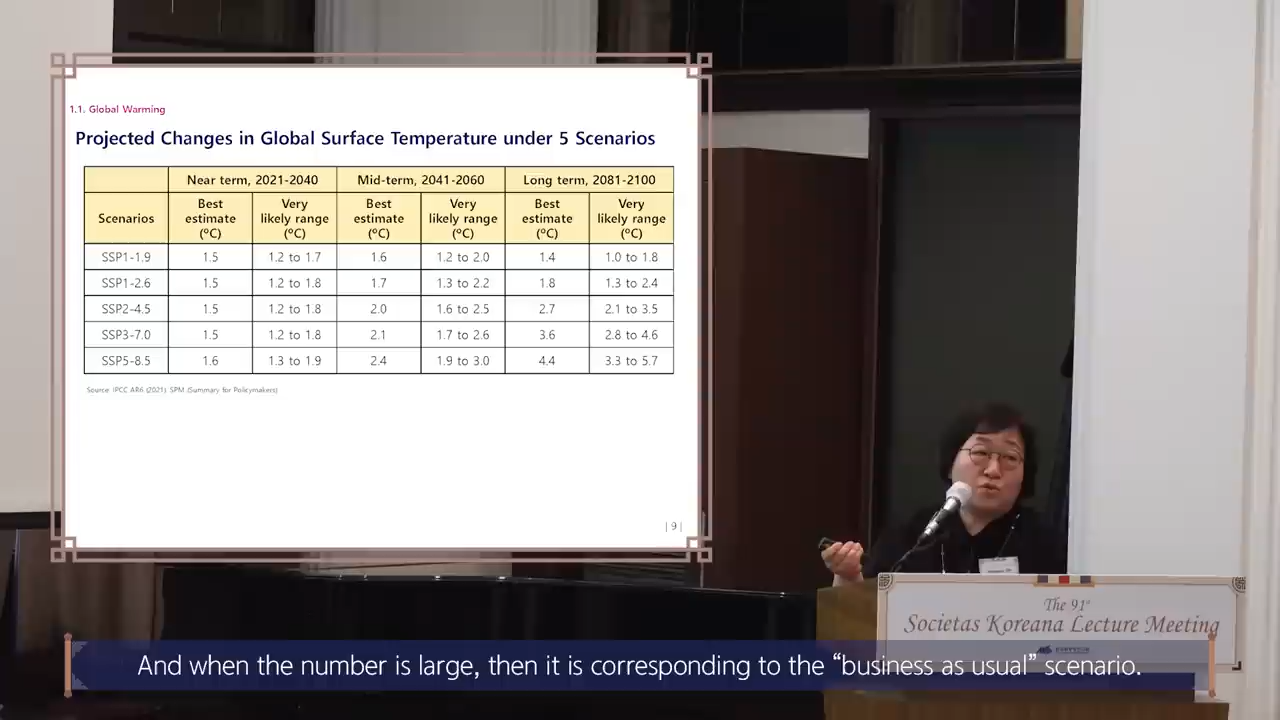 1.1. Global Warming
Projected Changes in Global Surface Temperature under 5 Scenarios
Near term, 2021-2040 Mid-term, 2041-2060 Long term, 2081-2100
Scenarios Best estimate (ºC) Very likely range (ºC) Best estimate (ºC) Very likely range (ºC) Best estimate (ºC) Very likely range (ºC)
SSP1-1.9 1.5 1.2 to 1.7 1.6 1.2 to 2.0 1.4 1.0 to 1.8
SSP1-2.6 1.5 1.2 to 1.8 1.7 1.3 to 2.2 1.8 1.3 to 2.4
SSP2-4.5 1.5 1.2 to 1.8 2.0 1.6 to 2.5 2.7 2.1 to 3.5
SSP3-7.0 1.5 1.2 to 1.8 2.1 1.7 to 2.6 3.6 2.8 to 4.6
SSP5-8.5 1.6 1.3 to 1.9 2.4 1.9 to 3.0 4.4 3.3 to 5.7
Source: IPCC AR6 (2021) SPM (Summary for Policymakers)
| 9 |
The 91st
Societas Koreana Lecture Meeting
And when the number is large, then it is corresponding to the “business as usual” scenario.